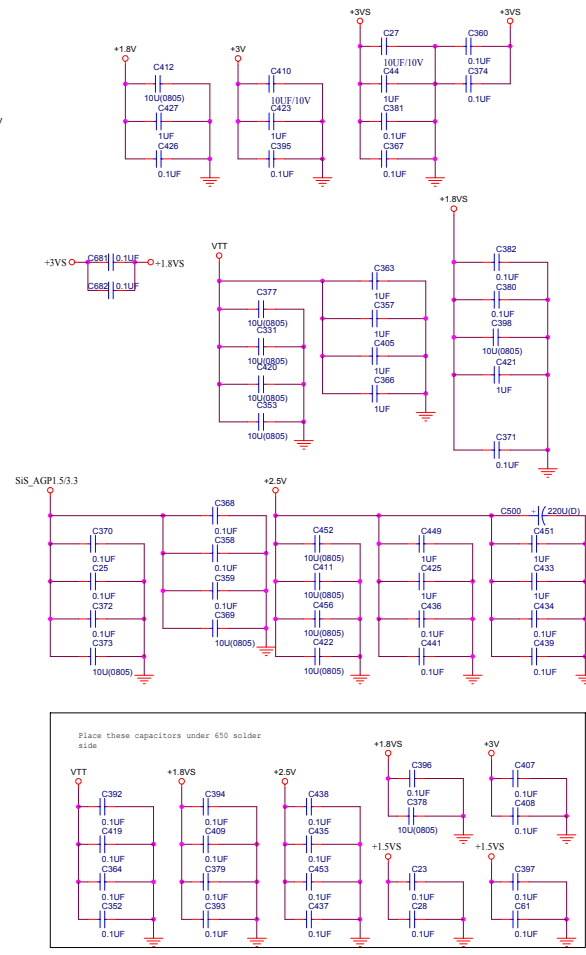 +3VS +3VS
C27 C360
10UF/10V 0.1UF
C44 C374
1UF 0.1UF
C381
0.1UF
C367
0.1UF
+1.8V
C412
10U(0805)
C427
1UF
C426
0.1UF
+3V
C410
10UF/10V
C423
1UF
C395
0.1UF
+3VS C681 0.1UF +1.8VS
C682 0.1UF
VTT
C377
10U(0805)
C331
10U(0805)
C420
10U(0805)
C353
10U(0805)
C363
1UF
C357
1UF
C405
1UF
C366
1UF
+1.8VS
C382
0.1UF
C380
0.1UF
C398
10U(0805)
C421
1UF
C371
0.1UF
SiS_AGP1.5/3.3
C370
0.1UF
C25
0.1UF
C372
0.1UF
C373
10U(0805)
C368
0.1UF
C358
0.1UF
C359
0.1UF
C369
10U(0805)
+2.5V
C452
10U(0805)
C411
10U(0805)
C456
10U(0805)
C422
10U(0805)
C449
1UF
C425
1UF
C436
0.1UF
C441
0.1UF
C500 + 220U(D)
C451
1UF
C433
1UF
C434
0.1UF
C439
0.1UF
Place these capacitors under 650 solder
side
VTT
C392
0.1UF
C419
0.1UF
C364
0.1UF
C352
0.1UF
+1.8VS
C394
0.1UF
C409
0.1UF
C379
0.1UF
C393
0.1UF
+2.5V
C438
0.1UF
C435
0.1UF
C453
0.1UF
C437
0.1UF
+1.8VS
C396
0.1UF
C378
10U(0805)
+3V
C407
0.1UF
C408
0.1UF
+1.5VS
C23
0.1UF
C28
0.1UF
+1.5VS
C397
0.1UF
C61
0.1UF